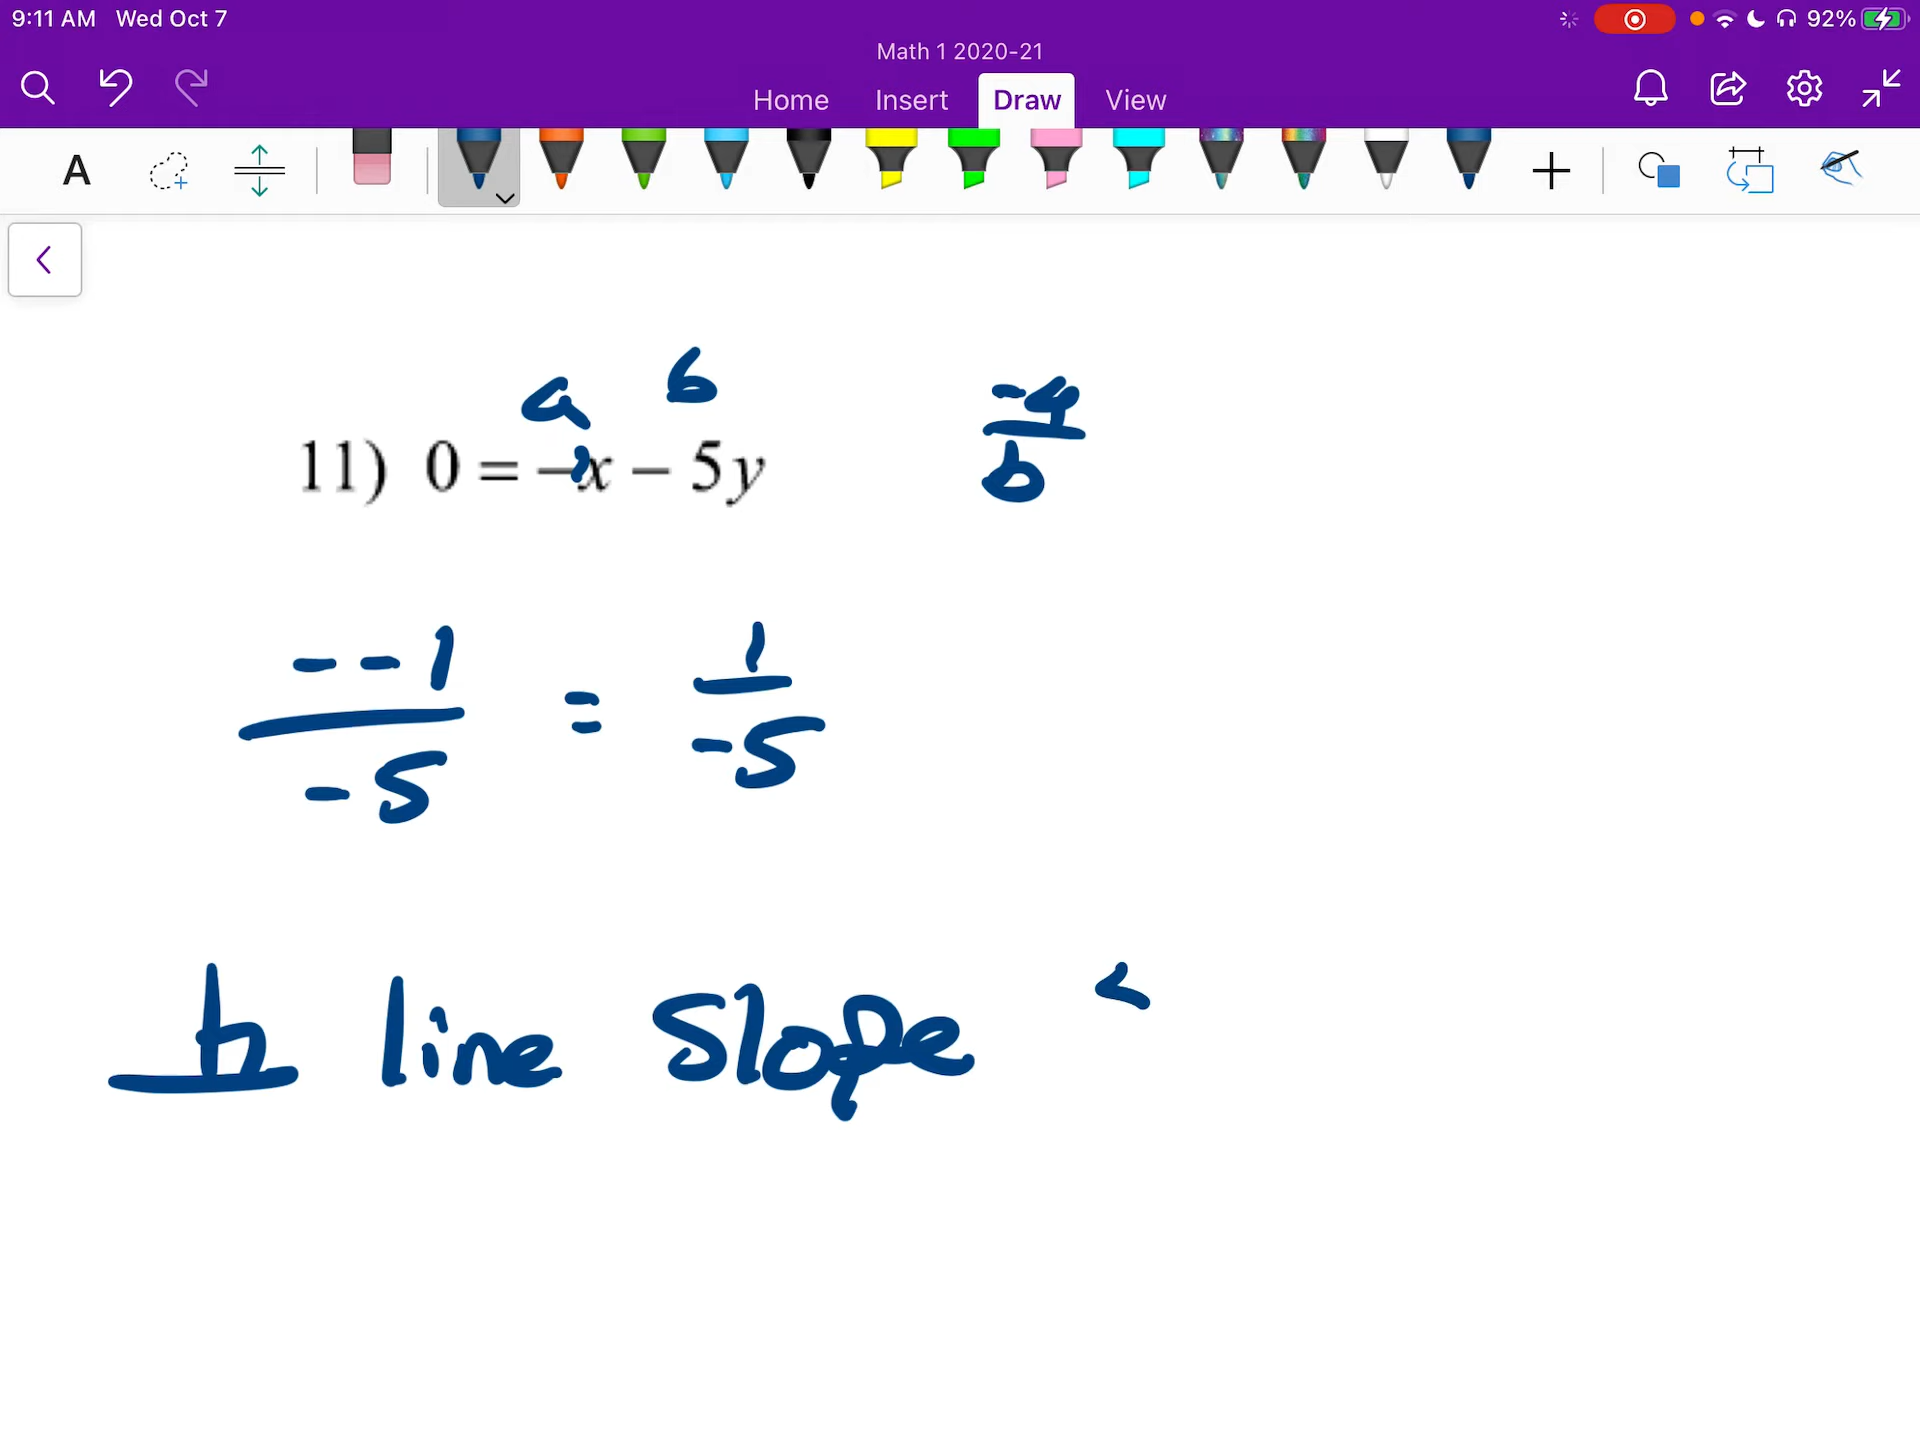 9:11 AM Wed Oct 7 92%
Math 1 2020-21
Home Insert Draw View
A
a b
11) 0 = -1x - 5y
-a
b
--1
-5
=
1
-5
line slope